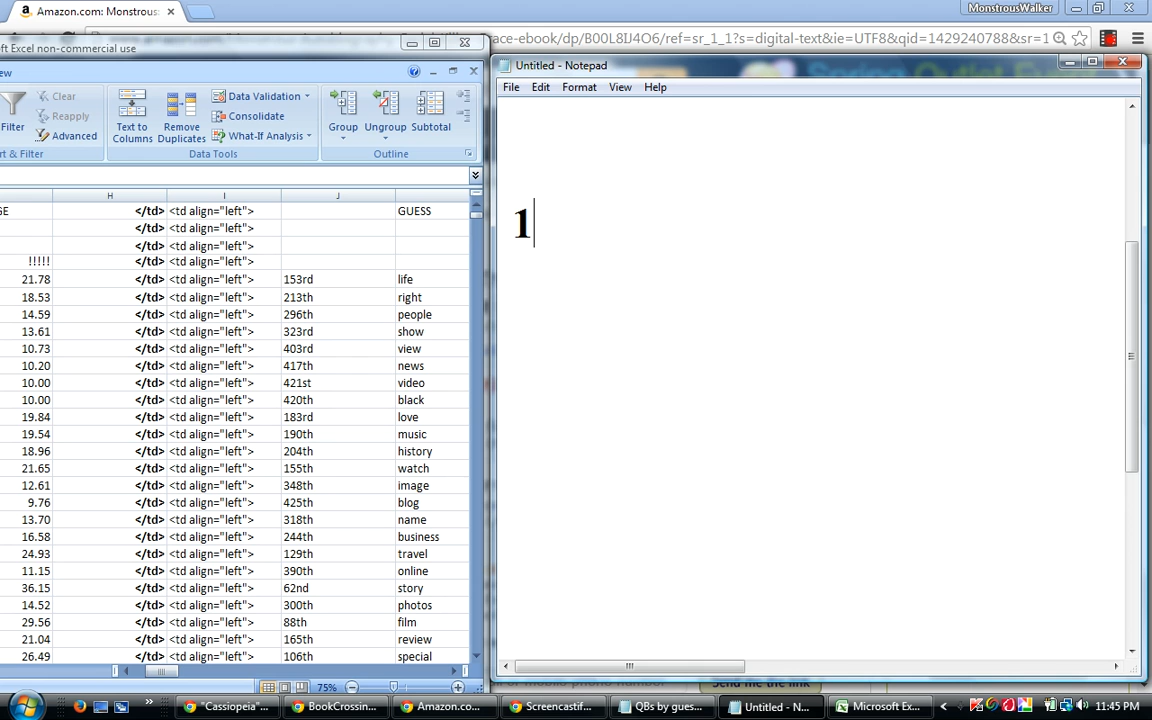 Amazon.com: Monstrous
MonstrousWalker
race-ebook/dp/B00L8IJ4O6/ref=sr_1_1?s=digital-text&ie=UTF8&qid=1429240788&sr=1
ft Excel non-commercial use
ew
Clear
Reapply
Filter
Advanced
Text to Columns
Remove Duplicates
Data Validation
Consolidate
What-If Analysis
Group
Ungroup
Subtotal
rt & Filter
Data Tools
Outline
H I J
GE </td> <td align="left"> GUESS
</td> <td align="left">
</td> <td align="left">
!!!!! </td> <td align="left">
21.78 </td> <td align="left"> 153rd life
18.53 </td> <td align="left"> 213th right
14.59 </td> <td align="left"> 296th people
13.61 </td> <td align="left"> 323rd show
10.73 </td> <td align="left"> 403rd view
10.20 </td> <td align="left"> 417th news
10.00 </td> <td align="left"> 421st video
10.00 </td> <td align="left"> 420th black
19.84 </td> <td align="left"> 183rd love
19.54 </td> <td align="left"> 190th music
18.96 </td> <td align="left"> 204th history
21.65 </td> <td align="left"> 155th watch
12.61 </td> <td align="left"> 348th image
9.76 </td> <td align="left"> 425th blog
13.70 </td> <td align="left"> 318th name
16.58 </td> <td align="left"> 244th business
24.93 </td> <td align="left"> 129th travel
11.15 </td> <td align="left"> 390th online
36.15 </td> <td align="left"> 62nd story
14.52 </td> <td align="left"> 300th photos
29.56 </td> <td align="left"> 88th film
21.04 </td> <td align="left"> 165th review
26.49 </td> <td align="left"> 106th special
75%
Untitled - Notepad
File Edit Format View Help
1
Send me the link
"Cassiopeia"...
BookCrossin...
Amazon.co...
Screencastif...
QBs by gues...
Untitled - N...
Microsoft Ex...
11:45 PM